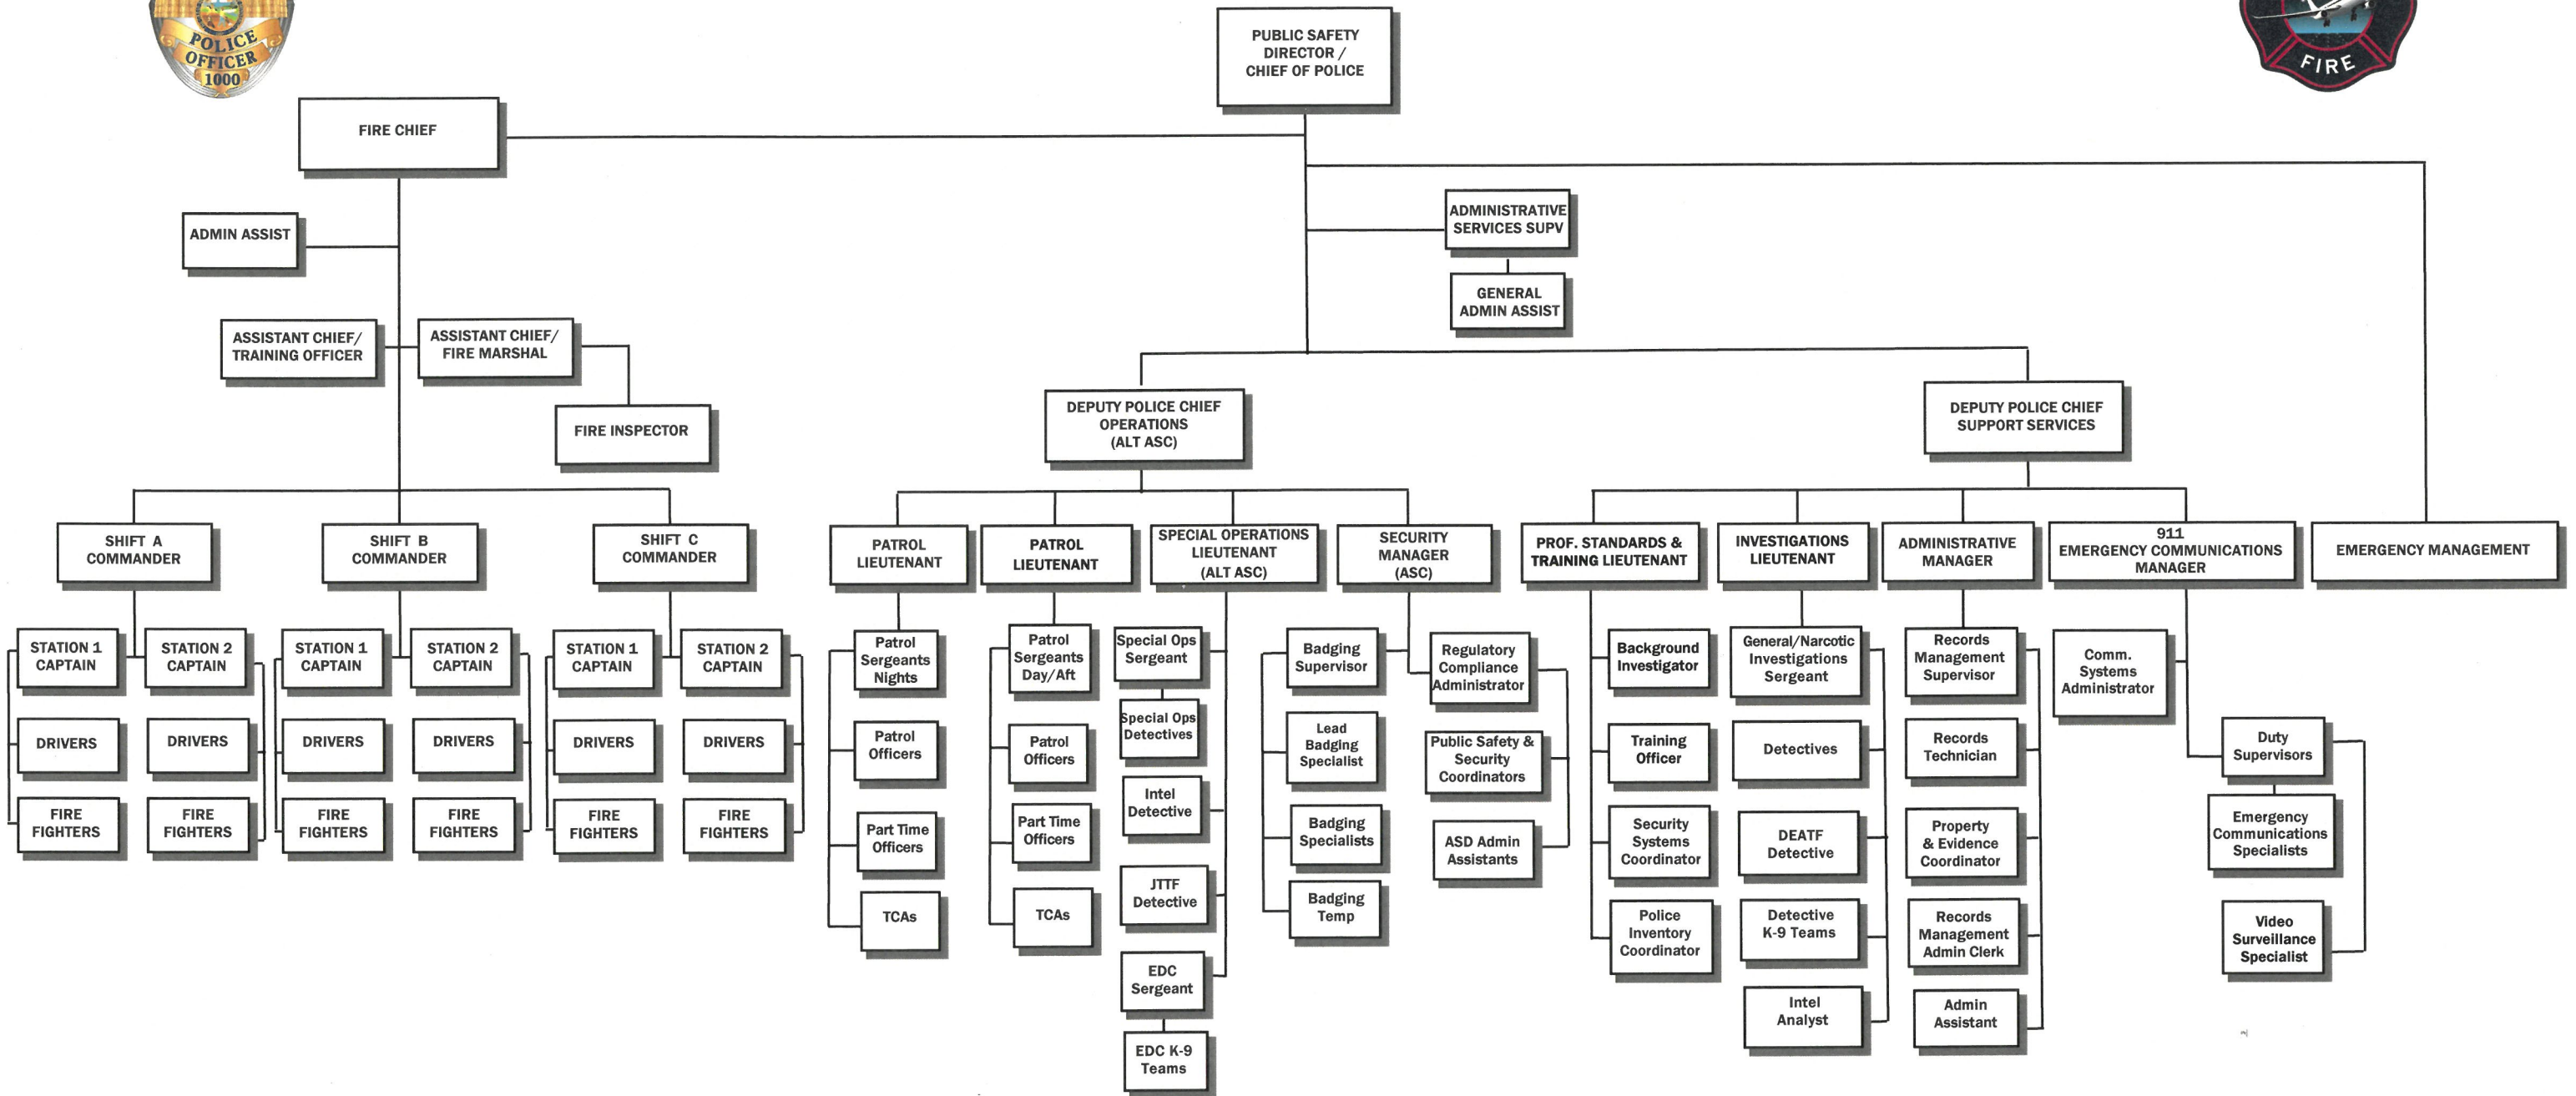 POLICE
OFFICER
1000
FIRE
PUBLIC SAFETY
DIRECTOR /
CHIEF OF POLICE
FIRE CHIEF
ADMIN ASSIST
ADMINISTRATIVE
SERVICES SUPV
GENERAL
ADMIN ASSIST
ASSISTANT CHIEF/
TRAINING OFFICER
ASSISTANT CHIEF/
FIRE MARSHAL
FIRE INSPECTOR
DEPUTY POLICE CHIEF
OPERATIONS
(ALT ASC)
DEPUTY POLICE CHIEF
SUPPORT SERVICES
SHIFT A
COMMANDER
SHIFT B
COMMANDER
SHIFT C
COMMANDER
PATROL
LIEUTENANT
PATROL
LIEUTENANT
SPECIAL OPERATIONS
LIEUTENANT
(ALT ASC)
SECURITY
MANAGER
(ASC)
PROF. STANDARDS &
TRAINING LIEUTENANT
INVESTIGATIONS
LIEUTENANT
ADMINISTRATIVE
MANAGER
911
EMERGENCY COMMUNICATIONS
MANAGER
EMERGENCY MANAGEMENT
STATION 1
CAPTAIN
DRIVERS
FIRE
FIGHTERS
STATION 2
CAPTAIN
DRIVERS
FIRE
FIGHTERS
STATION 1
CAPTAIN
DRIVERS
FIRE
FIGHTERS
STATION 2
CAPTAIN
DRIVERS
FIRE
FIGHTERS
STATION 1
CAPTAIN
DRIVERS
FIRE
FIGHTERS
STATION 2
CAPTAIN
DRIVERS
FIRE
FIGHTERS
Patrol
Sergeants
Nights
Patrol
Officers
Part Time
Officers
TCAs
Patrol
Sergeants
Day/Aft
Patrol
Officers
Part Time
Officers
TCAs
Special Ops
Sergeant
Special Ops
Detectives
Intel
Detective
JTTF
Detective
EDC
Sergeant
EDC K-9
Teams
Badging
Supervisor
Lead
Badging
Specialist
Badging
Specialists
Badging
Temp
Regulatory
Compliance
Administrator
Public Safety &
Security
Coordinators
ASD Admin
Assistants
Background
Investigator
Training
Officer
Security
Systems
Coordinator
Police
Inventory
Coordinator
General/Narcotic
Investigations
Sergeant
Detectives
DEATF
Detective
Detective
K-9 Teams
Intel
Analyst
Records
Management
Supervisor
Records
Technician
Property
& Evidence
Coordinator
Records
Management
Admin Clerk
Admin
Assistant
Comm.
Systems
Administrator
Duty
Supervisors
Emergency
Communications
Specialists
Video
Surveillance
Specialist